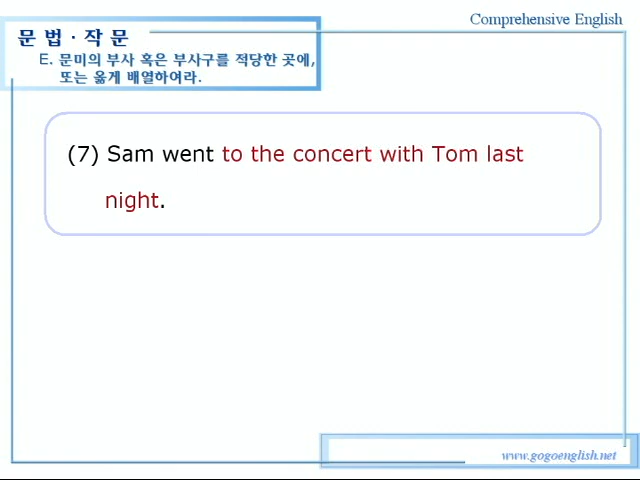 Comprehensive English
문 법 · 작 문
E. 문미의 부사 혹은 부사구를 적당한 곳에,
또는 옳게 배열하여라.
(7) Sam went to the concert with Tom last
night.
www.gogoenglish.net